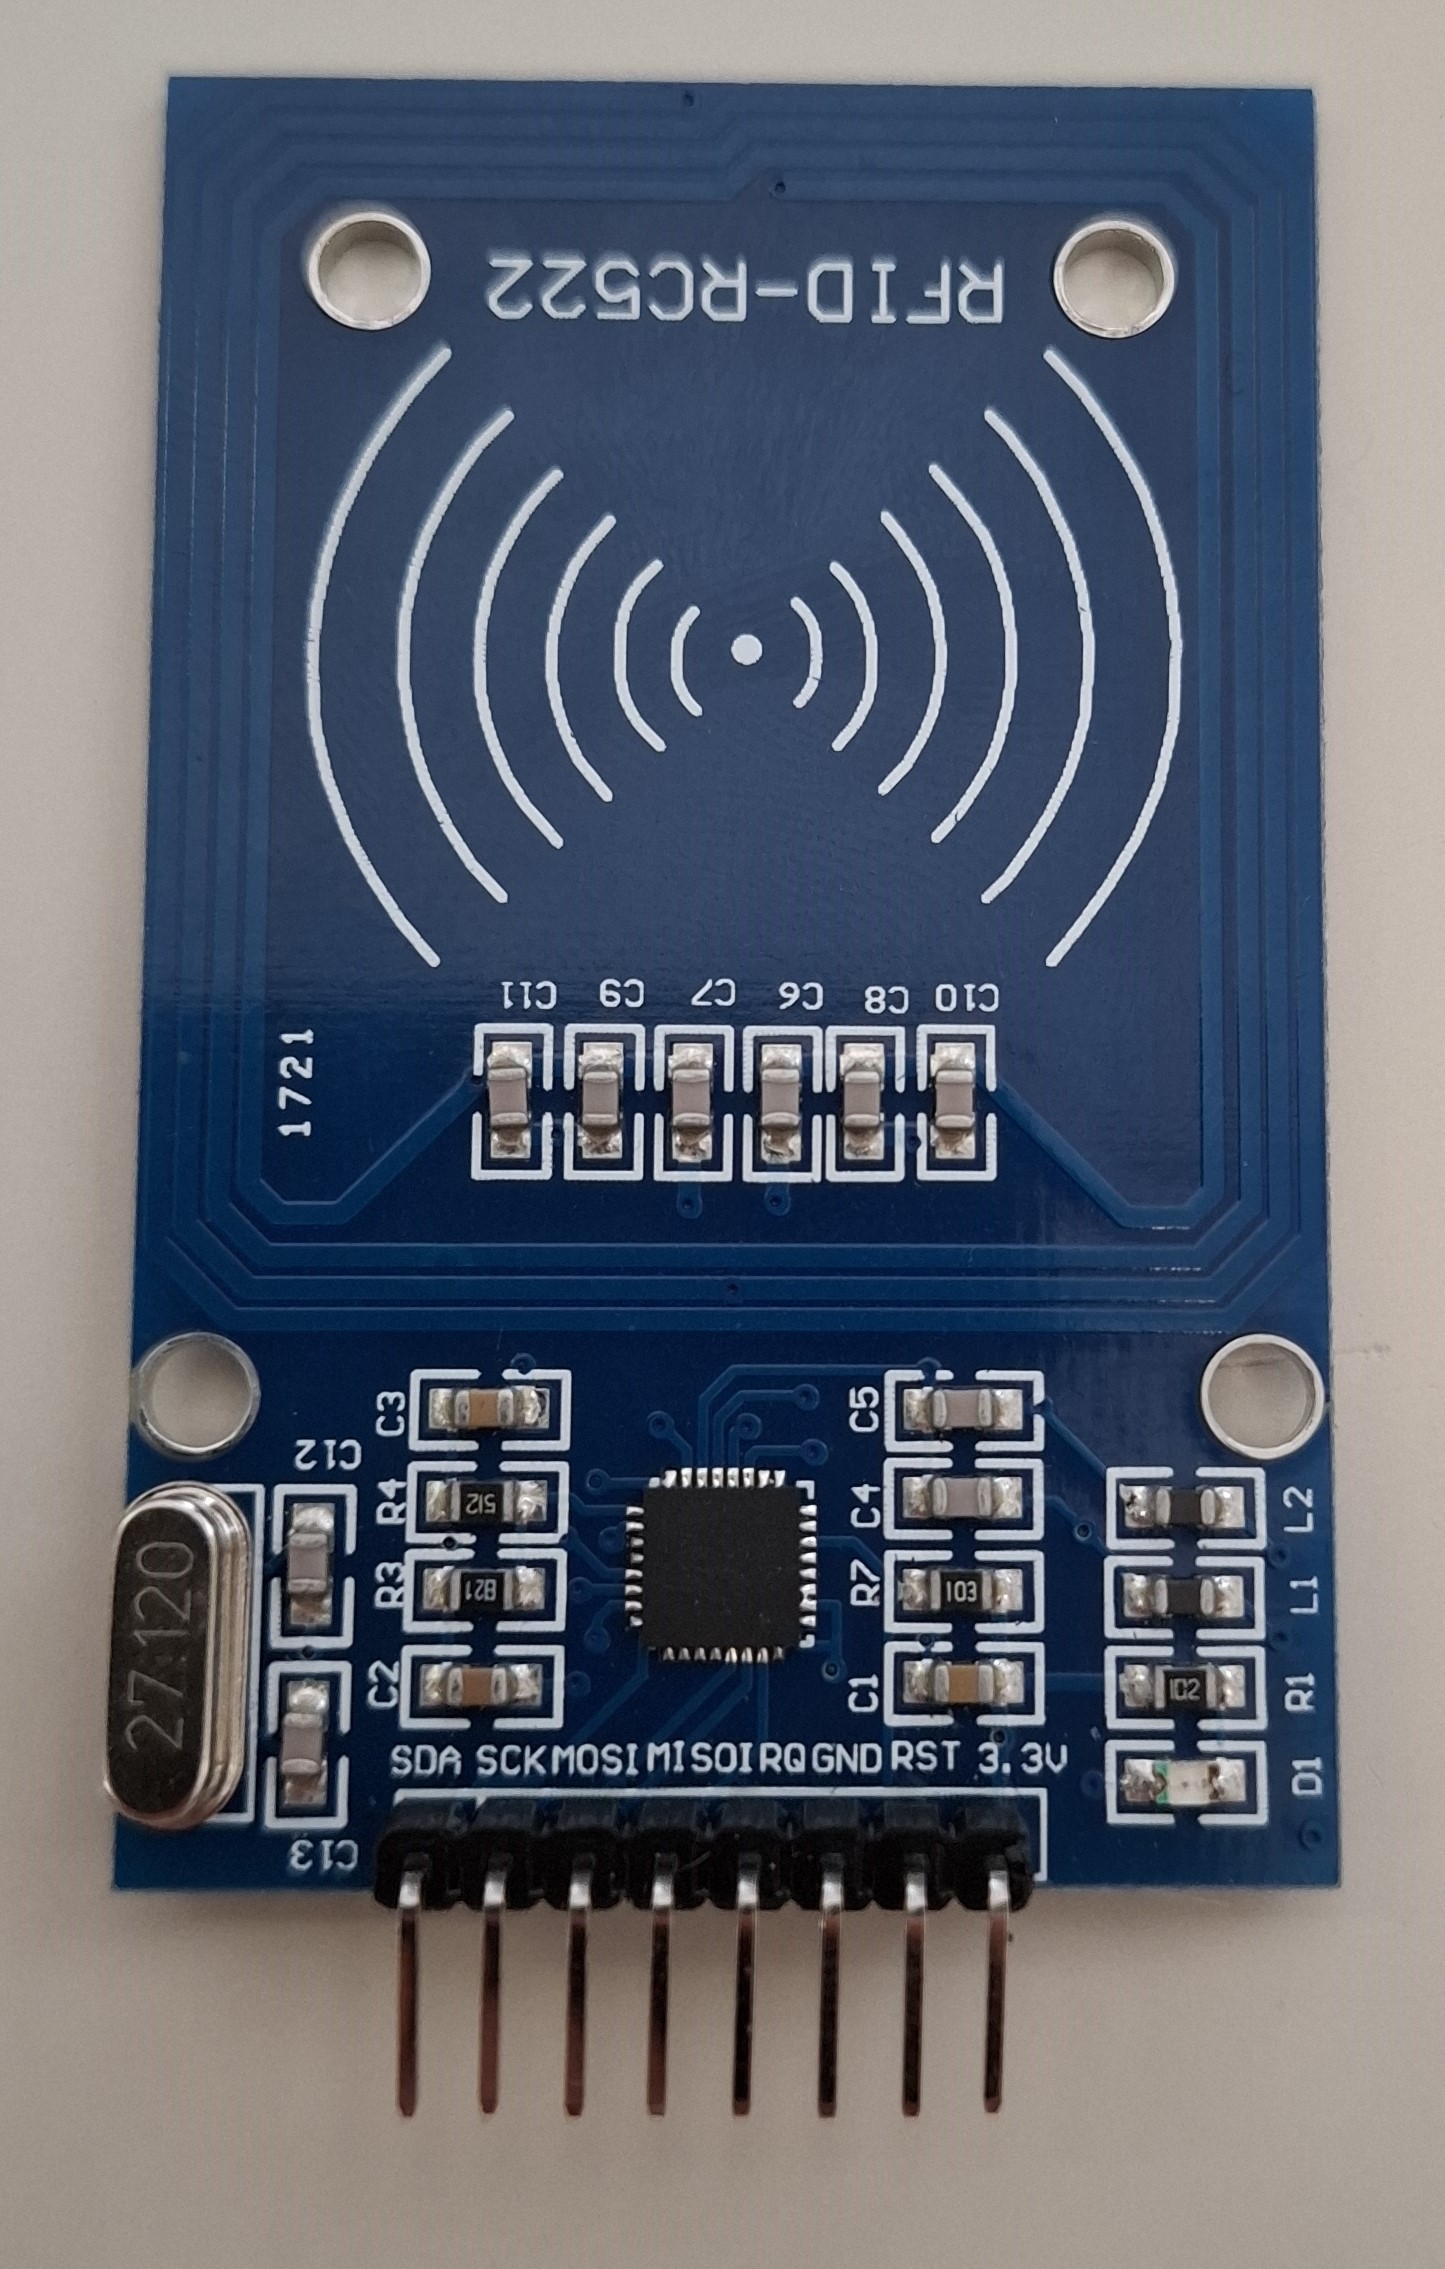 RFID-RC522
C11 C9 C7 C6 C8 C10
1721
C3
C5
C12
R4
512
C4
L2
R3
821
R7
103
L1
27.120
C2
C1
R1
102
SDA SCK MOSI MISO IRQ GND RST 3.3V
D1
C13